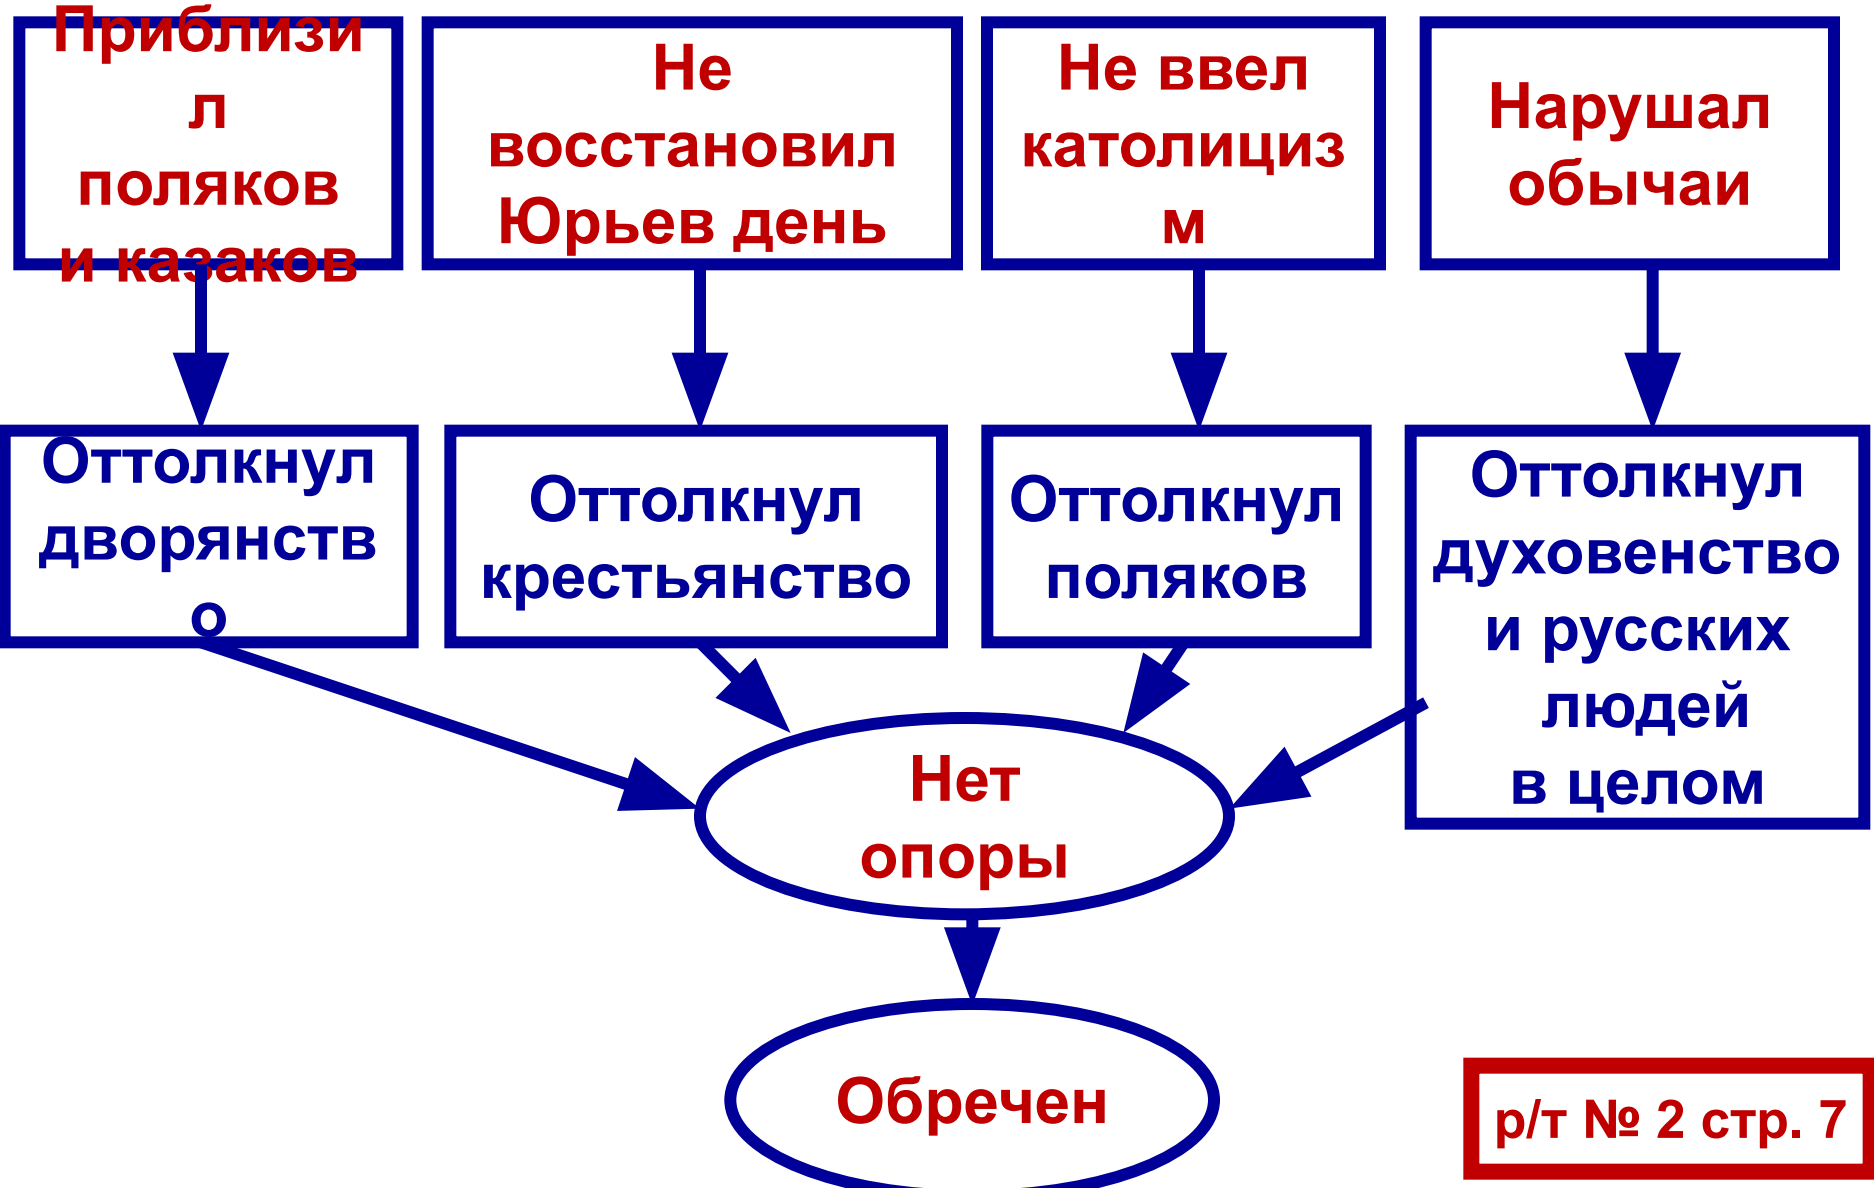 Приблизи
л
поляков
и казаков
Не
восстановил
Юрьев день
Не ввел
католициз
м
Нарушал
обычаи
Оттолкнул
дворянств
о
Оттолкнул
крестьянство
Оттолкнул
поляков
Оттолкнул
духовенство
и русских
людей
в целом
Нет
опоры
Обречен
р/т № 2 стр. 7